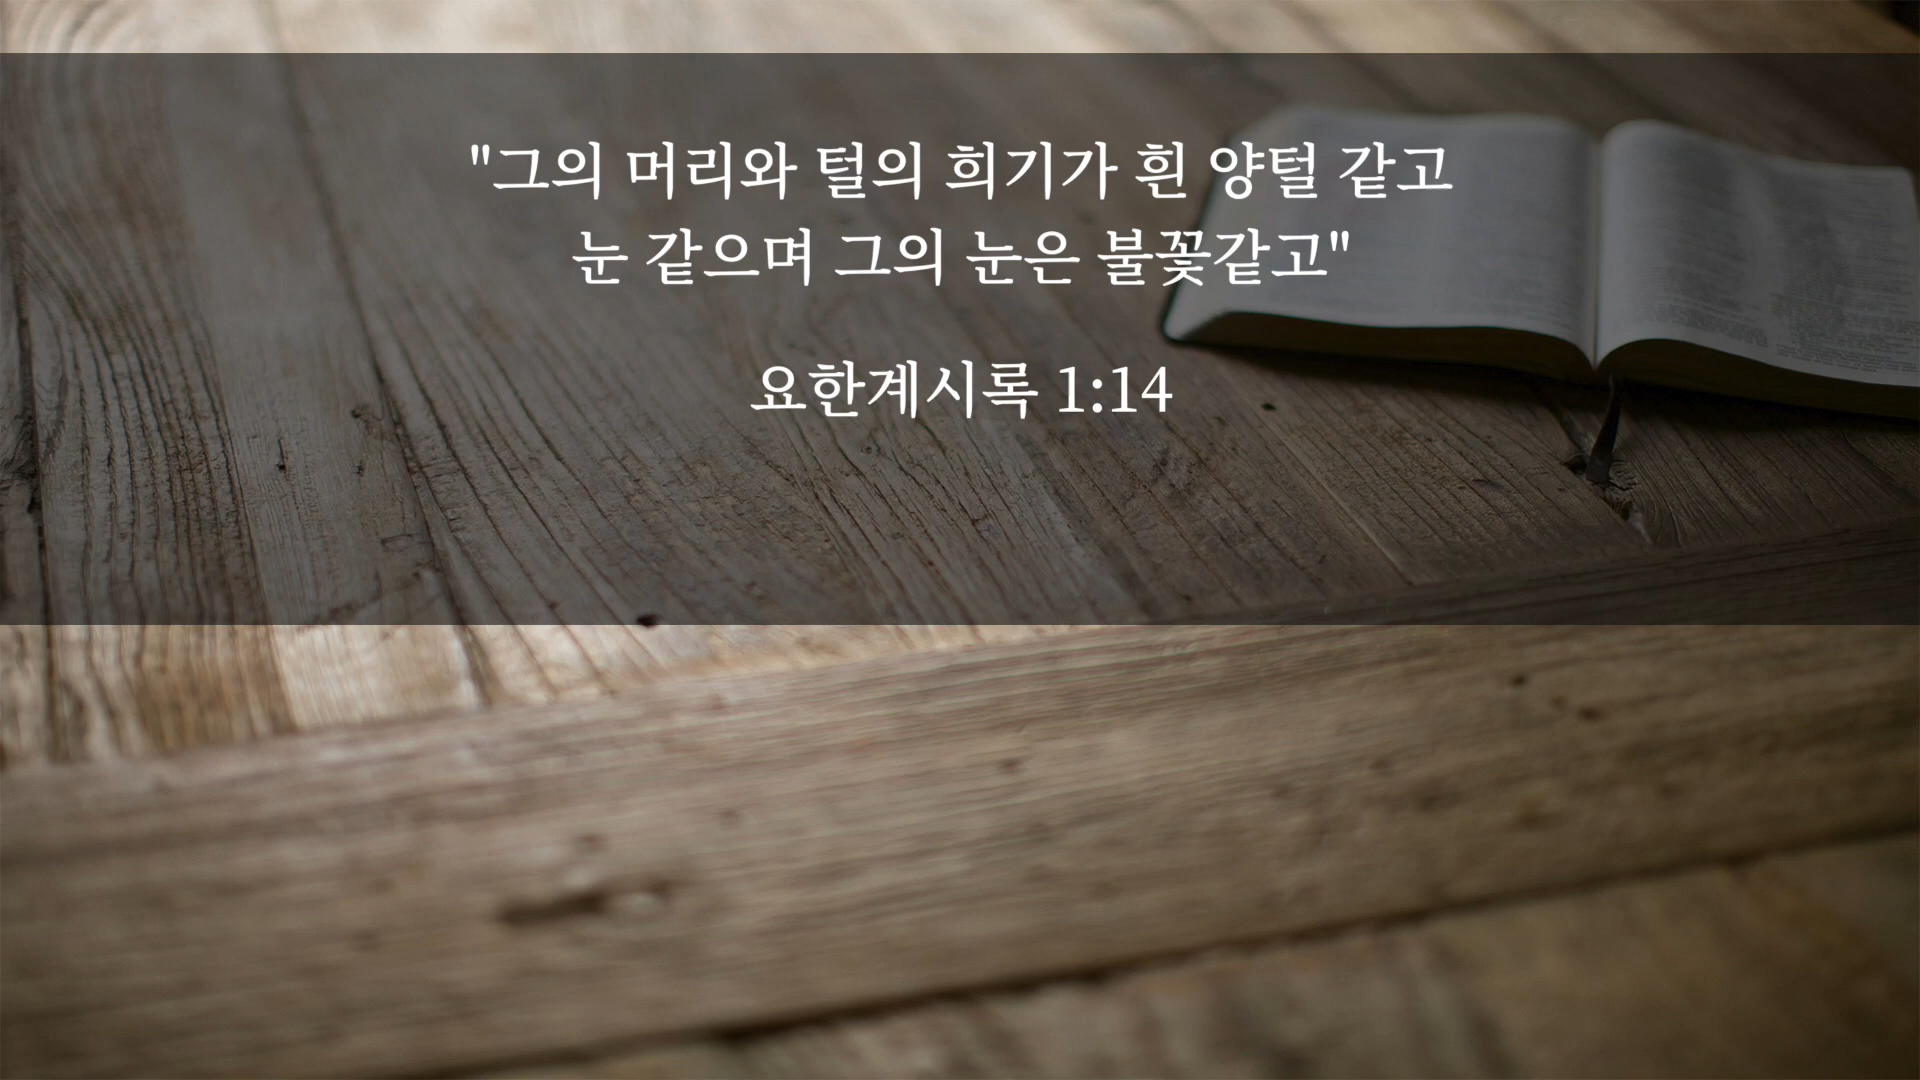 "그의 머리와 털의 희기가 흰 양털 같고
눈 같으며 그의 눈은 불꽃같고"
요한계시록 1:14